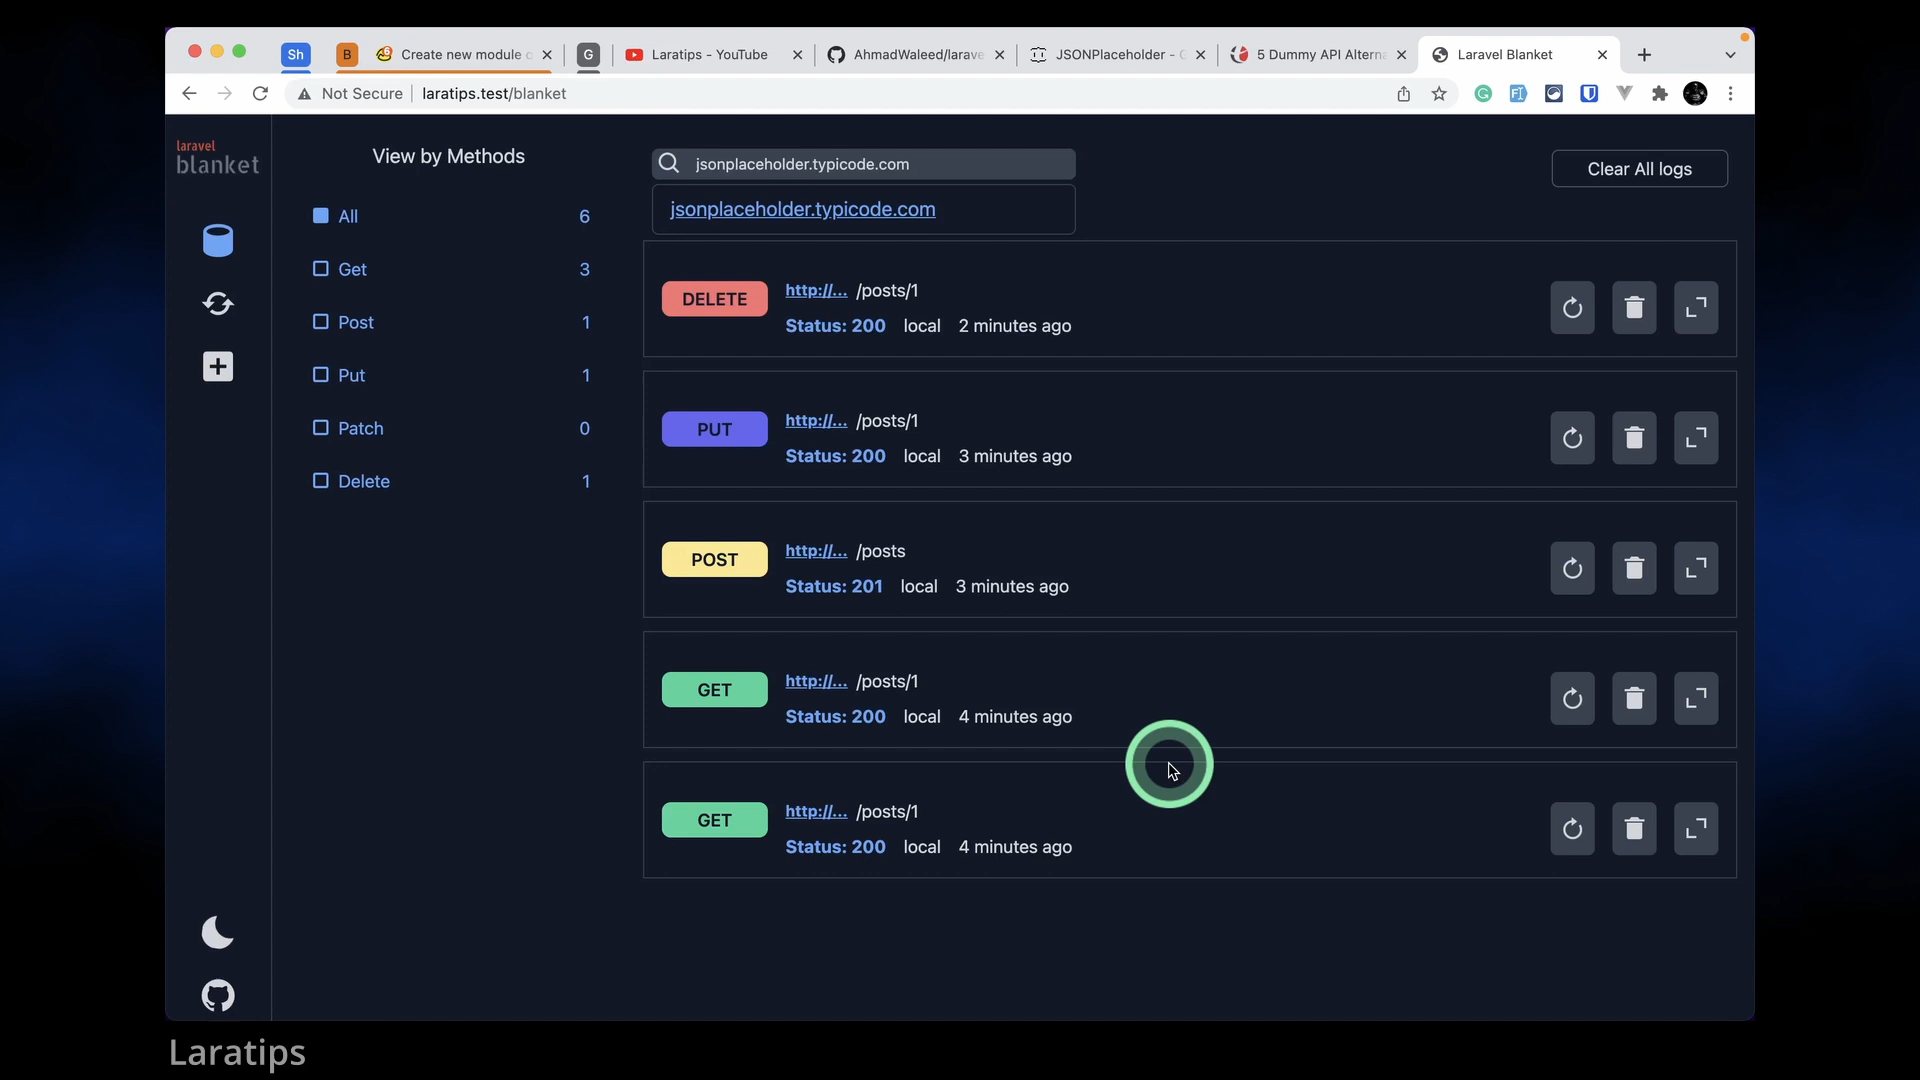 Sh
B
Create new module
G
Laratips - YouTube
AhmadWaleed/larave
JSONPlaceholder -
5 Dummy API Alterna
Laravel Blanket
Not Secure
laratips.test/blanket
laravel
blanket
View by Methods
All 6
Get 3
Post 1
Put 1
Patch 0
Delete 1
jsonplaceholder.typicode.com
jsonplaceholder.typicode.com
Clear All logs
DELETE http://... /posts/1
Status: 200 local 2 minutes ago
PUT http://... /posts/1
Status: 200 local 3 minutes ago
POST http://... /posts
Status: 201 local 3 minutes ago
GET http://... /posts/1
Status: 200 local 4 minutes ago
GET http://... /posts/1
Status: 200 local 4 minutes ago
Laratips